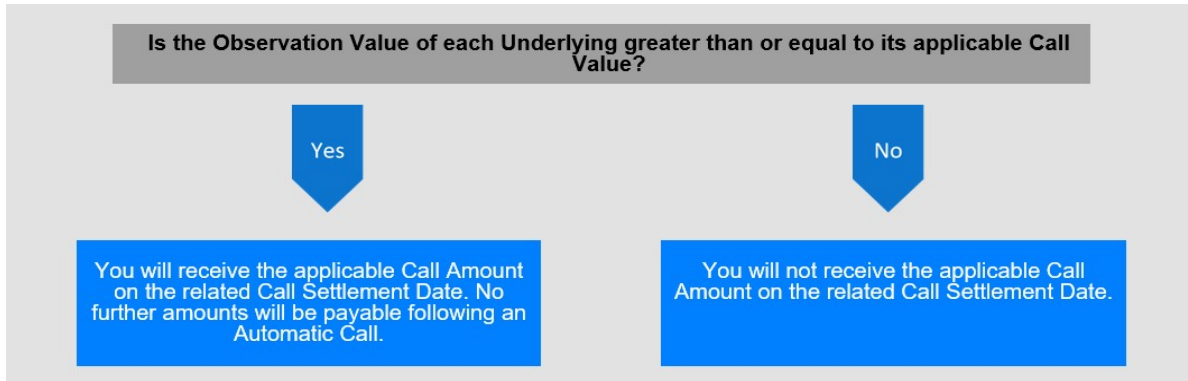 Is the Observation Value of each Underlying greater than or equal to its applicable Call
Value?
Yes
No
You will receive the applicable Call Amount
on the related Call Settlement Date. No
further amounts will be payable following an
Automatic Call.
You will not receive the applicable Call
Amount on the related Call Settlement Date.